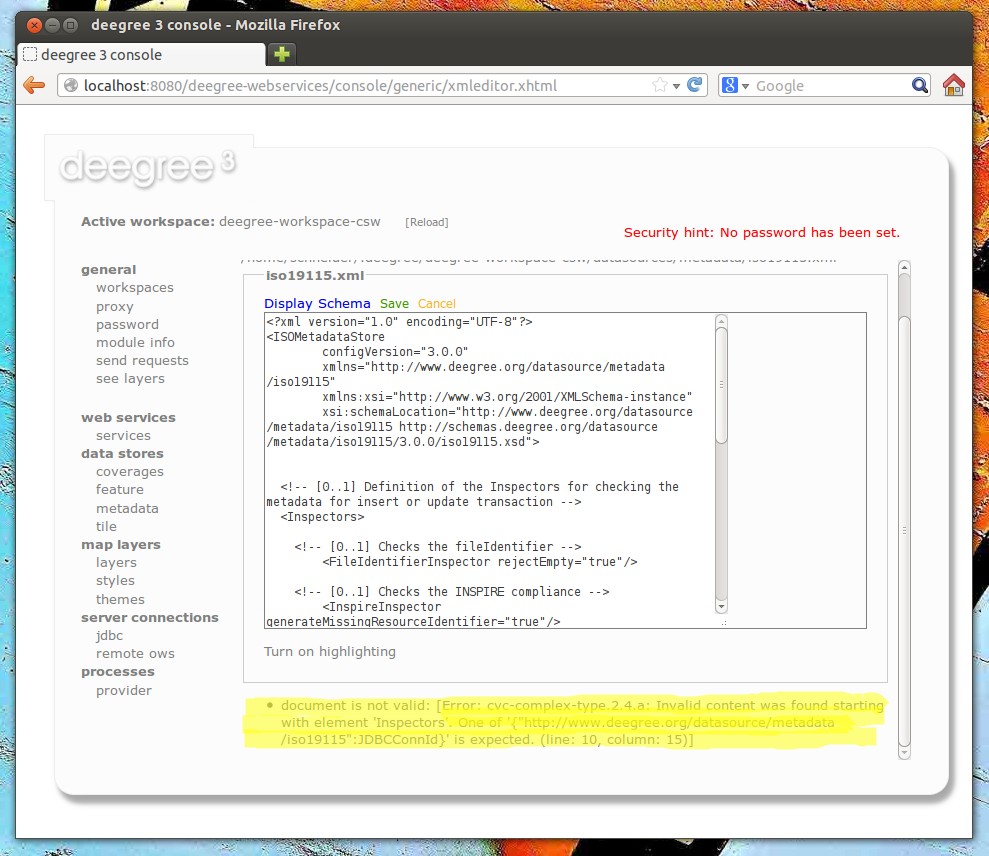 deegree 3 console - Mozilla Firefox
deegree 3 console
localhost:8080/deegree-webservices/console/generic/xmleditor.xhtml
Google
deegree 3
Active workspace: deegree-workspace-csw [Reload]
Security hint: No password has been set.
general
workspaces
proxy
password
module info
send requests
see layers
web services
services
data stores
coverages
feature
metadata
tile
map layers
layers
styles
themes
server connections
jdbc
remote ows
processes
provider
iso19115.xml
Display Schema Save Cancel
<?xml version="1.0" encoding="UTF-8"?>
<ISOMetadataStore
configVersion="3.0.0"
xmlns="http://www.deegree.org/datasource/metadata
/iso19115"
xmlns:xsi="http://www.w3.org/2001/XMLSchema-instance"
xsi:schemaLocation="http://www.deegree.org/datasource
/metadata/iso19115 http://schemas.deegree.org/datasource
/metadata/iso19115/3.0.0/iso19115.xsd">
<!-- [0..1] Definition of the Inspectors for checking the
metadata for insert or update transaction -->
<Inspectors>
<!-- [0..1] Checks the fileIdentifier -->
<FileIdentifierInspector rejectEmpty="true"/>
<!-- [0..1] Checks the INSPIRE compliance -->
<InspireInspector
generateMissingResourceIdentifier="true"/>
Turn on highlighting
document is not valid: [Error: cvc-complex-type.2.4.a: Invalid content was found starting
with element 'Inspectors'. One of '{"http://www.deegree.org/datasource/metadata
/iso19115":JDBCConnId}' is expected. (line: 10, column: 15)]